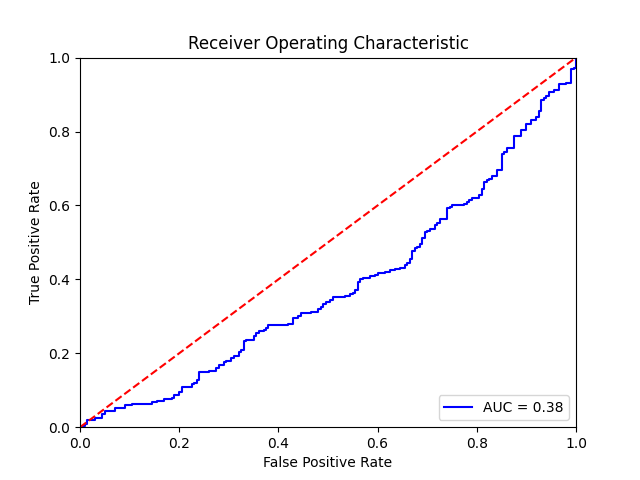 Receiver Operating Characteristic
True Positive Rate
1.0
0.8
0.6
0.4
0.2
0.0
AUC = 0.38
0.0 0.2 0.4 0.6 0.8 1.0
False Positive Rate